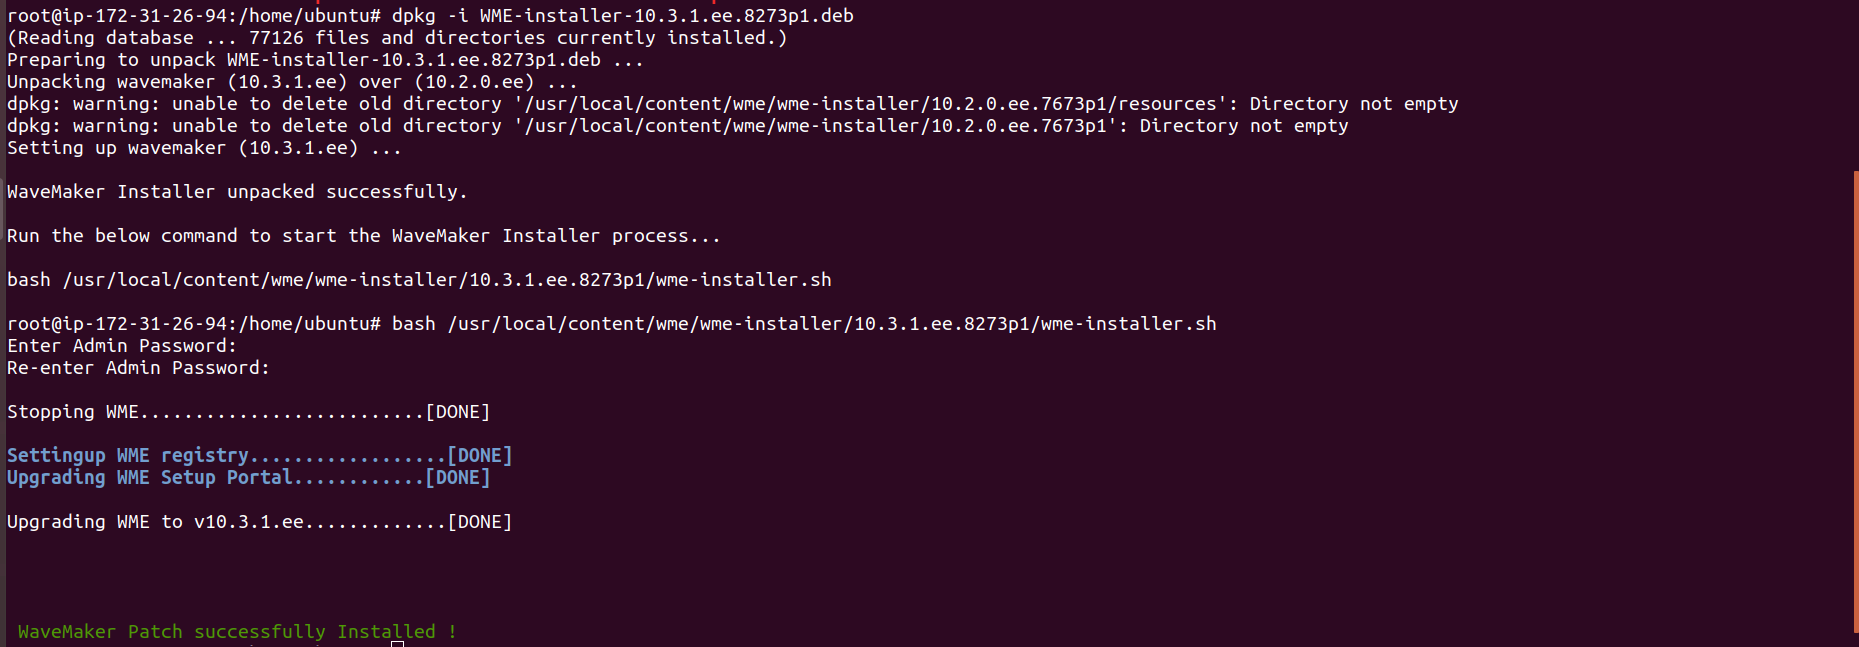 root@ip-172-31-26-94:/home/ubuntu# dpkg -i WME-installer-10.3.1.ee.8273p1.deb
(Reading database ... 77126 files and directories currently installed.)
Preparing to unpack WME-installer-10.3.1.ee.8273p1.deb ...
Unpacking wavemaker (10.3.1.ee) over (10.2.0.ee) ...
dpkg: warning: unable to delete old directory '/usr/local/content/wme/wme-installer/10.2.0.ee.7673p1/resources': Directory not empty
dpkg: warning: unable to delete old directory '/usr/local/content/wme/wme-installer/10.2.0.ee.7673p1': Directory not empty
Setting up wavemaker (10.3.1.ee) ...
WaveMaker Installer unpacked successfully.
Run the below command to start the WaveMaker Installer process...
bash /usr/local/content/wme/wme-installer/10.3.1.ee.8273p1/wme-installer.sh
root@ip-172-31-26-94:/home/ubuntu# bash /usr/local/content/wme/wme-installer/10.3.1.ee.8273p1/wme-installer.sh
Enter Admin Password:
Re-enter Admin Password:
Stopping WME..........................[DONE]
Settingup WME registry..................[DONE]
Upgrading WME Setup Portal............[DONE]
Upgrading WME to v10.3.1.ee.............[DONE]
WaveMaker Patch successfully Installed !